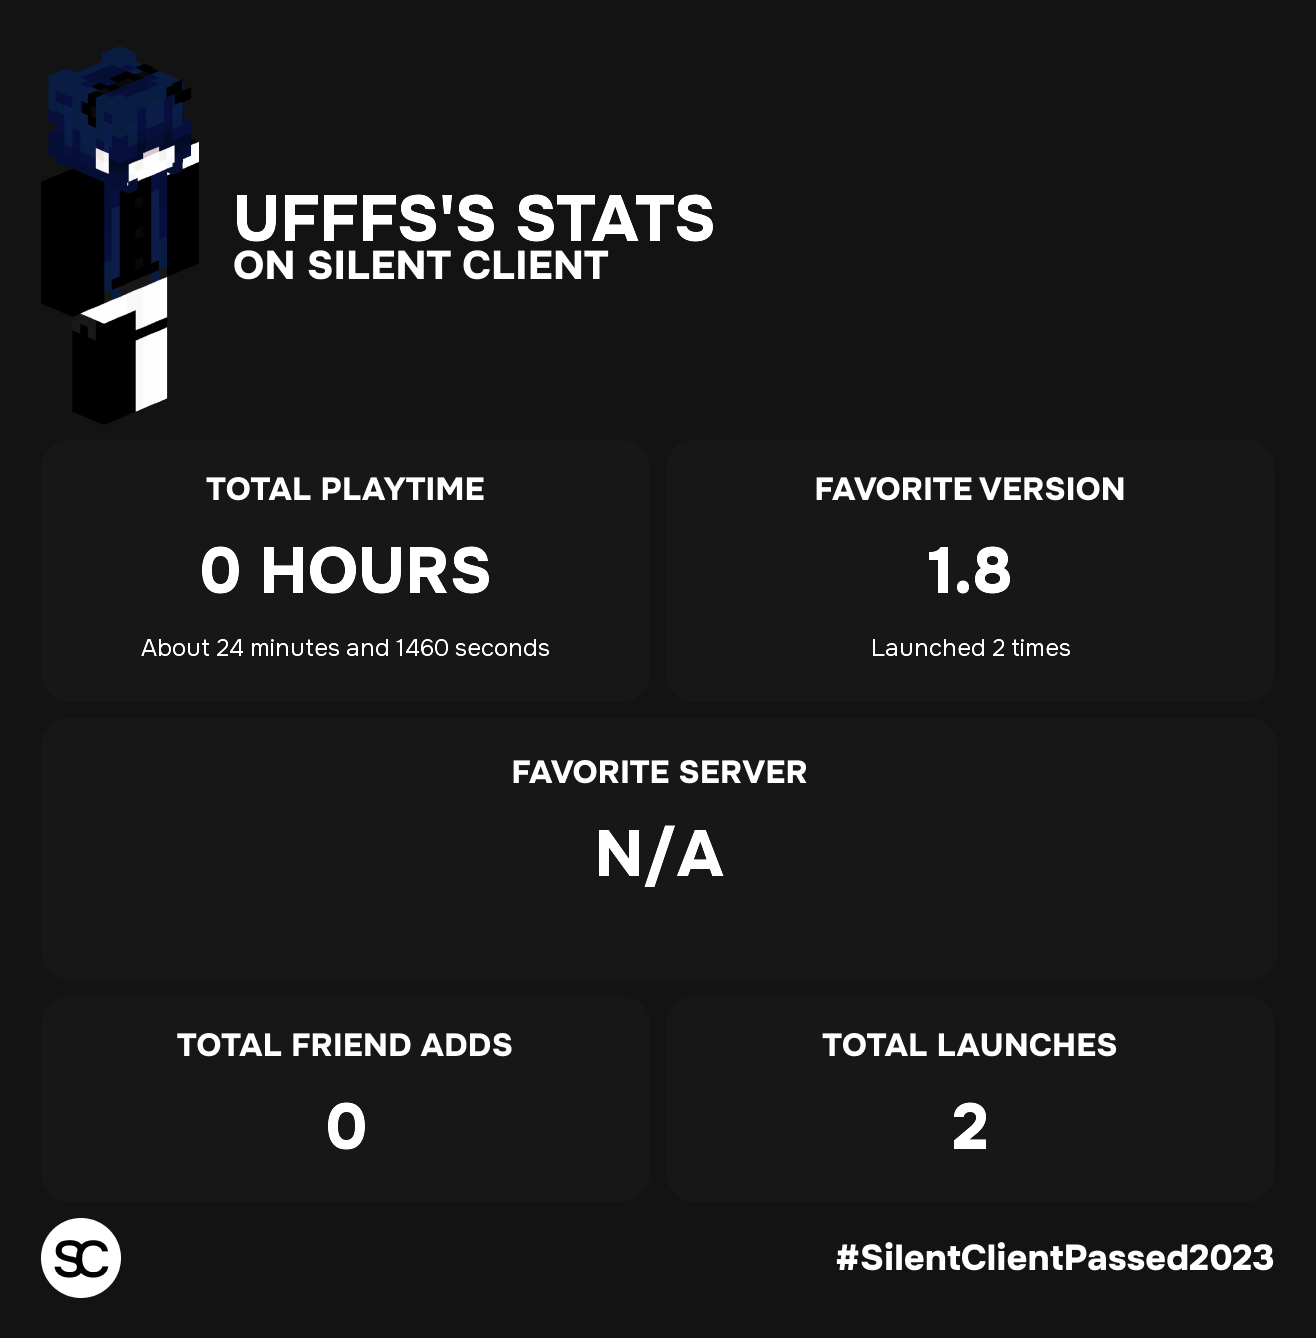 UFFFS'S STATS
ON SILENT CLIENT
TOTAL PLAYTIME
0 HOURS
About 24 minutes and 1460 seconds
FAVORITE VERSION
1.8
Launched 2 times
FAVORITE SERVER
N/A
TOTAL FRIEND ADDS
0
TOTAL LAUNCHES
2
SC
#SilentClientPassed2023